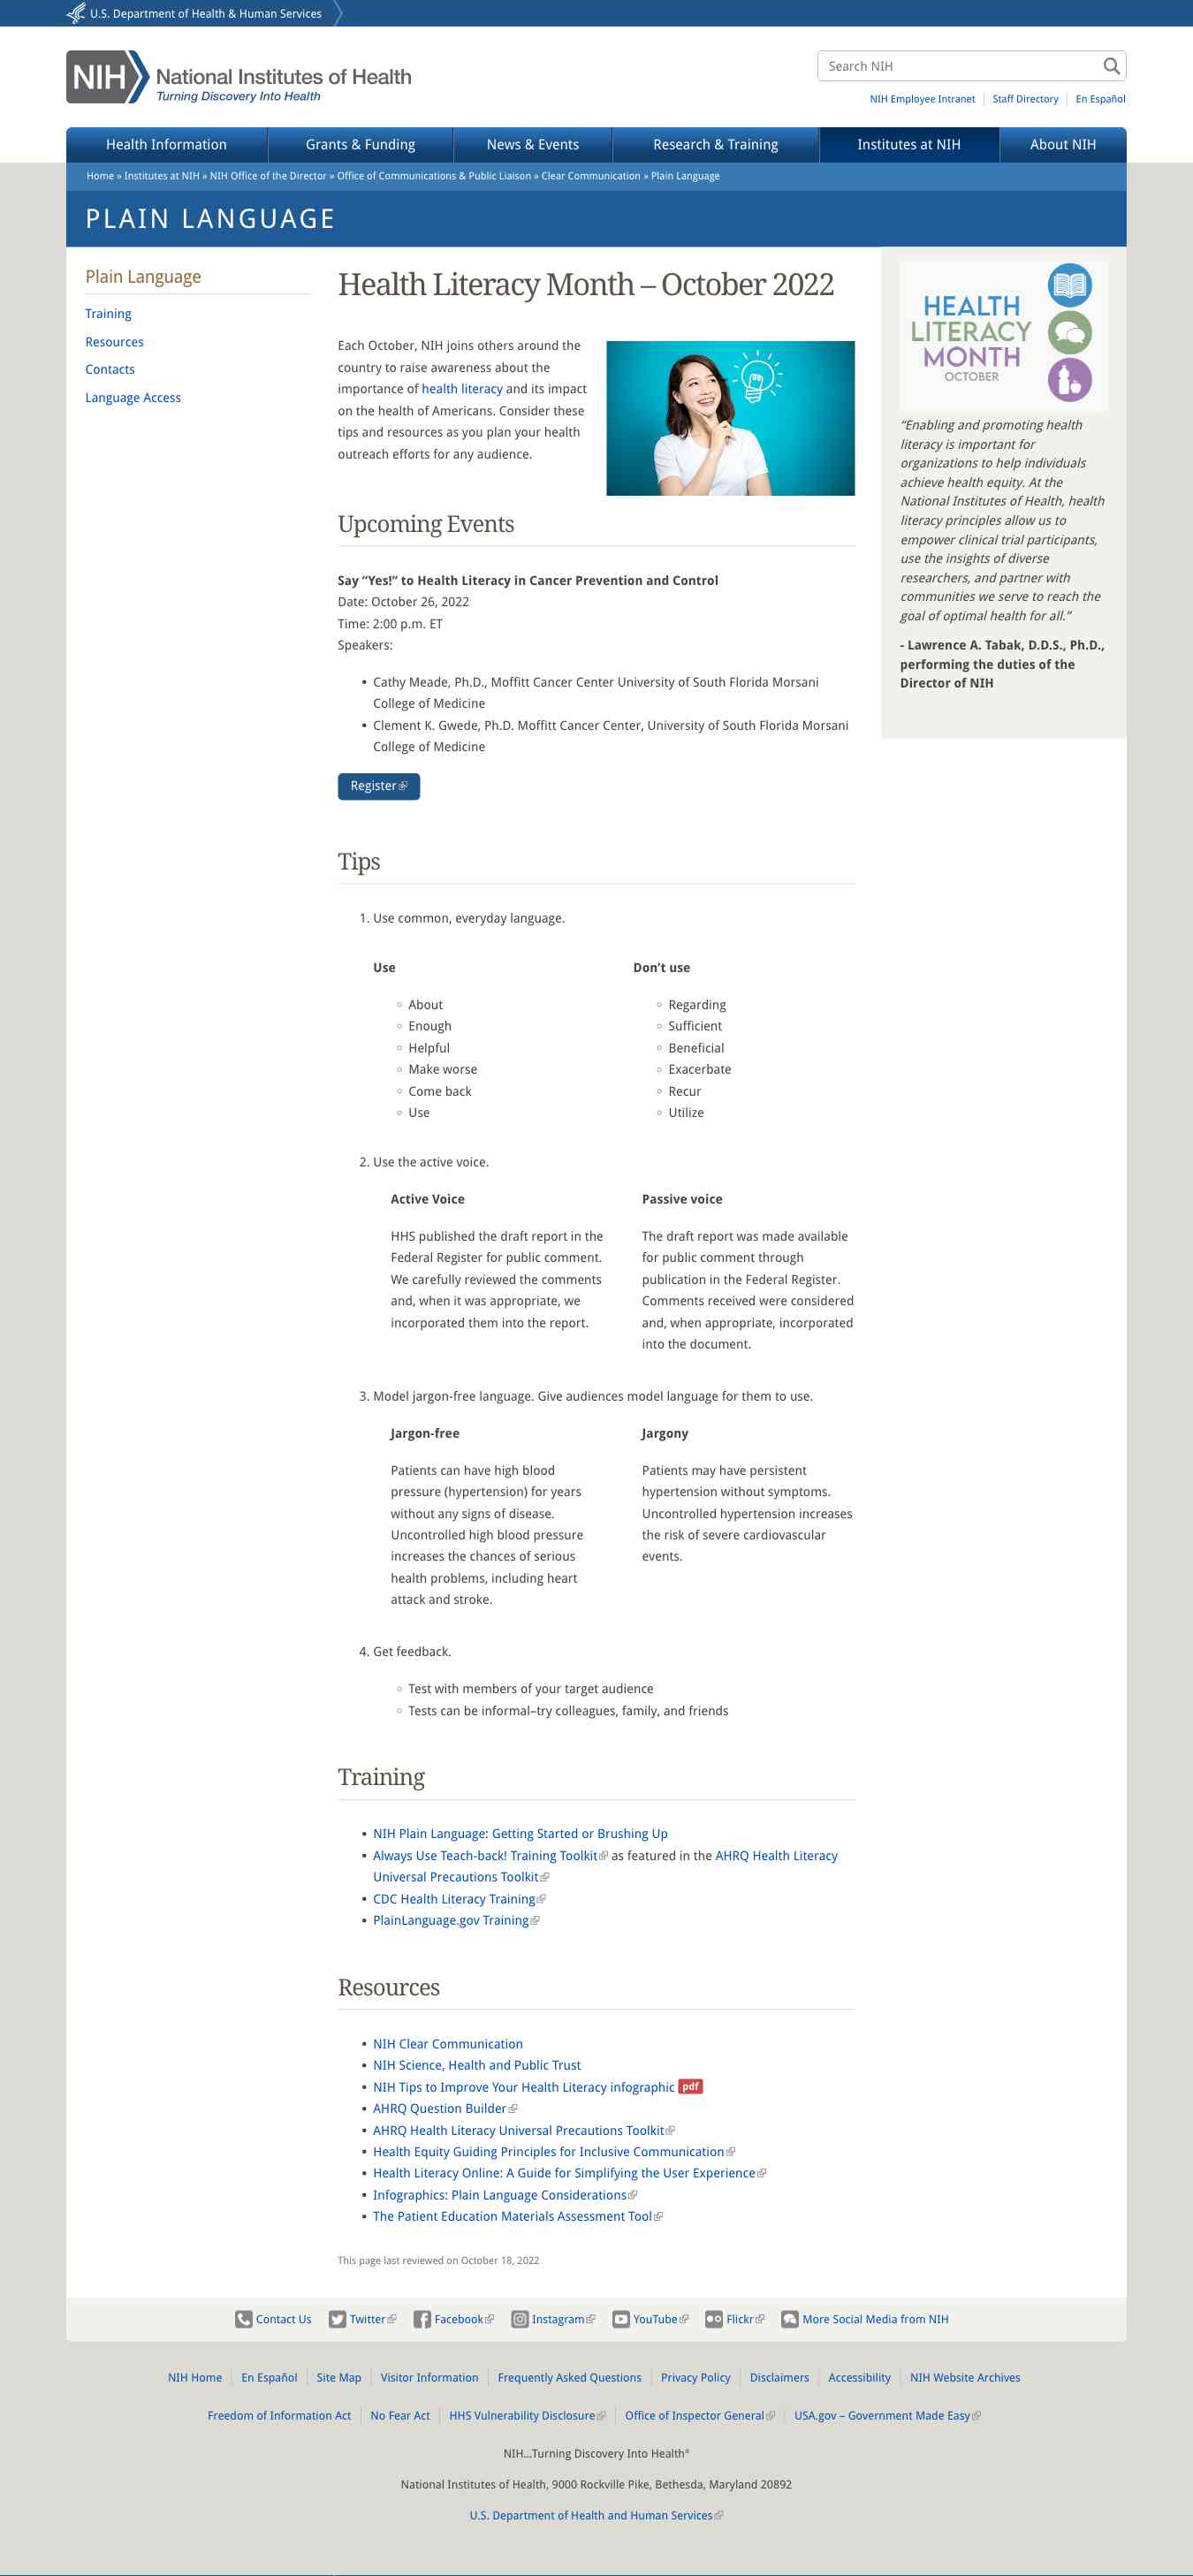 U.S. Department of Health & Human Services
NIH National Institutes of Health
Turning Discovery Into Health
Search NIH
NIH Employee Intranet
Staff Directory
En Español
Health Information
Grants & Funding
News & Events
Research & Training
Institutes at NIH
About NIH
Home » Institutes at NIH » NIH Office of the Director » Office of Communications & Public Liaison » Clear Communication » Plain Language
PLAIN LANGUAGE
Plain Language
Training
Resources
Contacts
Language Access
Health Literacy Month – October 2022
Each October, NIH joins others around the
country to raise awareness about the
importance of health literacy and its impact
on the health of Americans. Consider these
tips and resources as you plan your health
outreach efforts for any audience.
Upcoming Events
Say “Yes!” to Health Literacy in Cancer Prevention and Control
Date: October 26, 2022
Time: 2:00 p.m. ET
Speakers:
• Cathy Meade, Ph.D., Moffitt Cancer Center University of South Florida Morsani
College of Medicine
• Clement K. Gwede, Ph.D. Moffitt Cancer Center, University of South Florida Morsani
College of Medicine
Register
Tips
1. Use common, everyday language.
Use
About
Enough
Helpful
Make worse
Come back
Use
Don’t use
Regarding
Sufficient
Beneficial
Exacerbate
Recur
Utilize
2. Use the active voice.
Active Voice
HHS published the draft report in the
Federal Register for public comment.
We carefully reviewed the comments
and, when it was appropriate, we
incorporated them into the report.
Passive voice
The draft report was made available
for public comment through
publication in the Federal Register.
Comments received were considered
and, when appropriate, incorporated
into the document.
3. Model jargon-free language. Give audiences model language for them to use.
Jargon-free
Patients can have high blood
pressure (hypertension) for years
without any signs of disease.
Uncontrolled high blood pressure
increases the chances of serious
health problems, including heart
attack and stroke.
Jargony
Patients may have persistent
hypertension without symptoms.
Uncontrolled hypertension increases
the risk of severe cardiovascular
events.
4. Get feedback.
Test with members of your target audience
Tests can be informal–try colleagues, family, and friends
Training
• NIH Plain Language: Getting Started or Brushing Up
• Always Use Teach-back! Training Toolkit as featured in the AHRQ Health Literacy
Universal Precautions Toolkit
• CDC Health Literacy Training
• PlainLanguage.gov Training
Resources
• NIH Clear Communication
• NIH Science, Health and Public Trust
• NIH Tips to Improve Your Health Literacy infographic pdf
• AHRQ Question Builder
• AHRQ Health Literacy Universal Precautions Toolkit
• Health Equity Guiding Principles for Inclusive Communication
• Health Literacy Online: A Guide for Simplifying the User Experience
• Infographics: Plain Language Considerations
• The Patient Education Materials Assessment Tool
This page last reviewed on October 18, 2022
HEALTH
LITERACY
MONTH
OCTOBER
“Enabling and promoting health
literacy is important for
organizations to help individuals
achieve health equity. At the
National Institutes of Health, health
literacy principles allow us to
empower clinical trial participants,
use the insights of diverse
researchers, and partner with
communities we serve to reach the
goal of optimal health for all.”
- Lawrence A. Tabak, D.D.S., Ph.D.,
performing the duties of the
Director of NIH
Contact Us
Twitter
Facebook
Instagram
YouTube
Flickr
More Social Media from NIH
NIH Home
En Español
Site Map
Visitor Information
Frequently Asked Questions
Privacy Policy
Disclaimers
Accessibility
NIH Website Archives
Freedom of Information Act
No Fear Act
HHS Vulnerability Disclosure
Office of Inspector General
USA.gov – Government Made Easy
NIH...Turning Discovery Into Health®
National Institutes of Health, 9000 Rockville Pike, Bethesda, Maryland 20892
U.S. Department of Health and Human Services